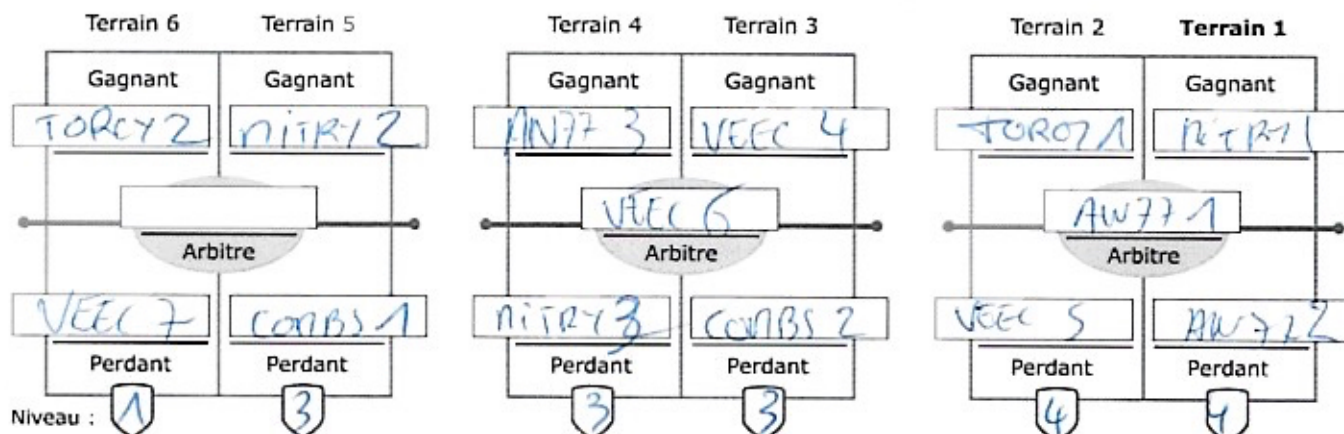 Terrain 6 Terrain 5 Terrain 4 Terrain 3 Terrain 2 Terrain 1
Gagnant Gagnant Gagnant Gagnant Gagnant Gagnant
TORCY 2 MITRY 2 AW77 3 VEEC 4 TORCY 1 MITRY 1
VEEC 6 AW77 1
Arbitre Arbitre Arbitre
VEEC 7 COMBS 1 MITRY 3 COMBS 2 VEEC 5 AW77 2
Perdant Perdant Perdant Perdant Perdant Perdant
Niveau : 1 3 3 3 4 4